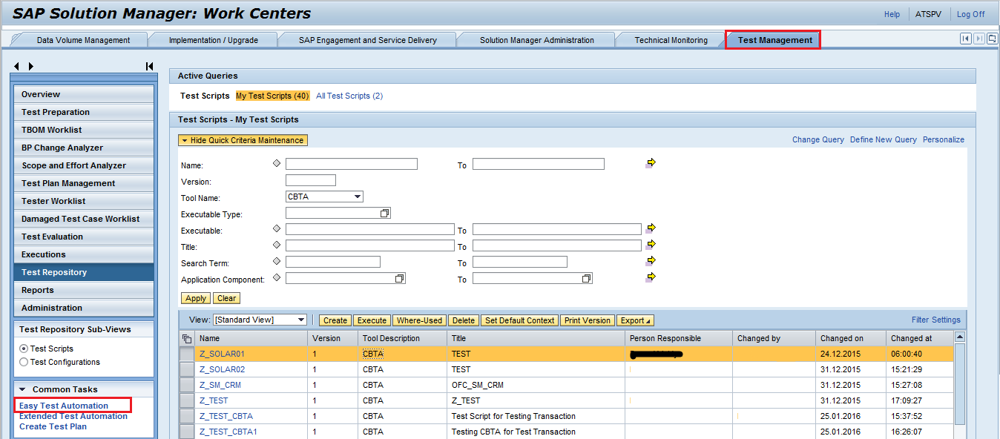 SAP Solution Manager: Work Centers
Help ATSPV Log Off
Data Volume Management Implementation / Upgrade SAP Engagement and Service Delivery Solution Manager Administration Technical Monitoring Test Management
Overview
Test Preparation
TBOM Worklist
BP Change Analyzer
Scope and Effort Analyzer
Test Plan Management
Tester Worklist
Damaged Test Case Worklist
Test Evaluation
Executions
Test Repository
Reports
Administration
Test Repository Sub-Views
Test Scripts
Test Configurations
Common Tasks
Easy Test Automation
Extended Test Automation
Create Test Plan
Active Queries
Test Scripts My Test Scripts (40) All Test Scripts (2)
Test Scripts - My Test Scripts
Hide Quick Criteria Maintenance Change Query Define New Query Personalize
Name: To
Version:
Tool Name: CBTA
Executable Type:
Executable: To
Title: To
Search Term: To
Application Component: To
Apply Clear
View: [Standard View] Create Execute Where-Used Delete Set Default Context Print Version Export Filter Settings
Name Version Tool Description Title Person Responsible Changed by Changed on Changed at
Z_SOLAR01 1 CBTA TEST 24.12.2015 06:00:40
Z_SOLAR02 1 CBTA TEST 31.12.2015 15:21:29
Z_SM_CRM 1 CBTA OFC_SM_CRM 31.12.2015 15:27:08
Z_TEST 1 CBTA Z_TEST 31.12.2015 17:09:27
Z_TEST_CBTA 1 CBTA Test Script for Testing Transaction 25.01.2016 15:37:52
Z_TEST_CBTA1 1 CBTA Testing CBTA for Test Transaction 25.01.2016 16:26:07